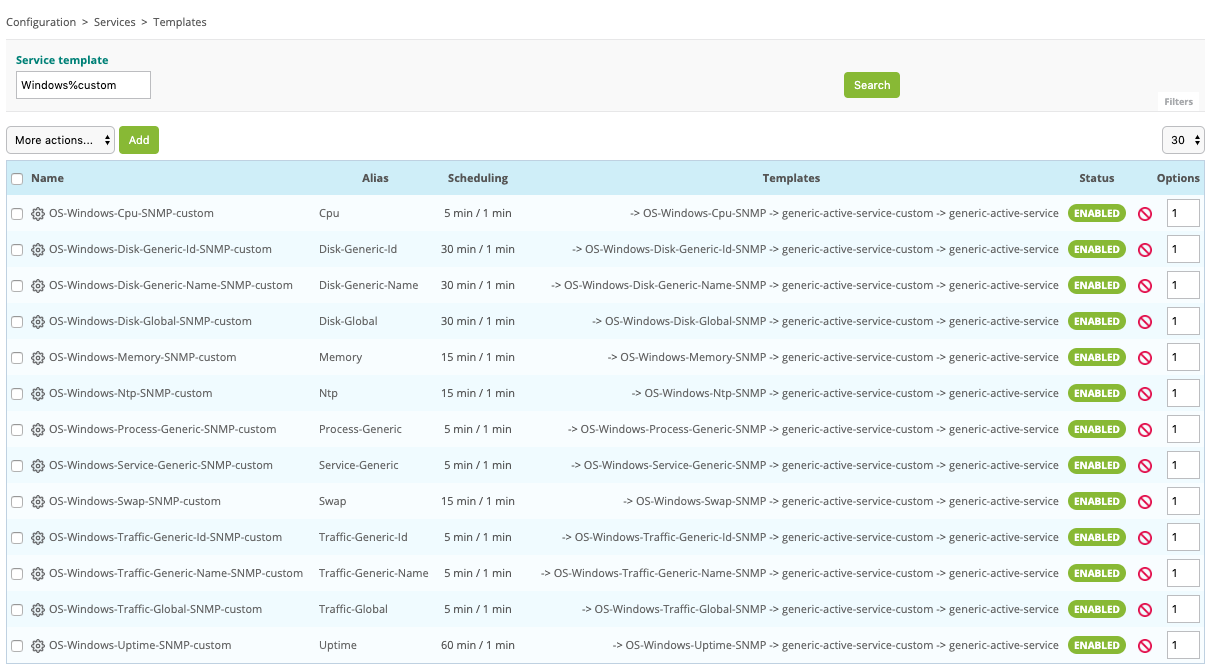 Configuration > Services > Templates
Service template
Windows%custom
Search
Filters
More actions... Add 30
Name Alias Scheduling Templates Status Options
OS-Windows-Cpu-SNMP-custom Cpu 5 min / 1 min -> OS-Windows-Cpu-SNMP -> generic-active-service-custom -> generic-active-service ENABLED 1
OS-Windows-Disk-Generic-Id-SNMP-custom Disk-Generic-Id 30 min / 1 min -> OS-Windows-Disk-Generic-Id-SNMP -> generic-active-service-custom -> generic-active-service ENABLED 1
OS-Windows-Disk-Generic-Name-SNMP-custom Disk-Generic-Name 30 min / 1 min -> OS-Windows-Disk-Generic-Name-SNMP -> generic-active-service-custom -> generic-active-service ENABLED 1
OS-Windows-Disk-Global-SNMP-custom Disk-Global 30 min / 1 min -> OS-Windows-Disk-Global-SNMP -> generic-active-service-custom -> generic-active-service ENABLED 1
OS-Windows-Memory-SNMP-custom Memory 15 min / 1 min -> OS-Windows-Memory-SNMP -> generic-active-service-custom -> generic-active-service ENABLED 1
OS-Windows-Ntp-SNMP-custom Ntp 15 min / 1 min -> OS-Windows-Ntp-SNMP -> generic-active-service-custom -> generic-active-service ENABLED 1
OS-Windows-Process-Generic-SNMP-custom Process-Generic 5 min / 1 min -> OS-Windows-Process-Generic-SNMP -> generic-active-service-custom -> generic-active-service ENABLED 1
OS-Windows-Service-Generic-SNMP-custom Service-Generic 5 min / 1 min -> OS-Windows-Service-Generic-SNMP -> generic-active-service-custom -> generic-active-service ENABLED 1
OS-Windows-Swap-SNMP-custom Swap 15 min / 1 min -> OS-Windows-Swap-SNMP -> generic-active-service-custom -> generic-active-service ENABLED 1
OS-Windows-Traffic-Generic-Id-SNMP-custom Traffic-Generic-Id 5 min / 1 min -> OS-Windows-Traffic-Generic-Id-SNMP -> generic-active-service-custom -> generic-active-service ENABLED 1
OS-Windows-Traffic-Generic-Name-SNMP-custom Traffic-Generic-Name 5 min / 1 min -> OS-Windows-Traffic-Generic-Name-SNMP -> generic-active-service-custom -> generic-active-service ENABLED 1
OS-Windows-Traffic-Global-SNMP-custom Traffic-Global 5 min / 1 min -> OS-Windows-Traffic-Global-SNMP -> generic-active-service-custom -> generic-active-service ENABLED 1
OS-Windows-Uptime-SNMP-custom Uptime 60 min / 1 min -> OS-Windows-Uptime-SNMP -> generic-active-service-custom -> generic-active-service ENABLED 1